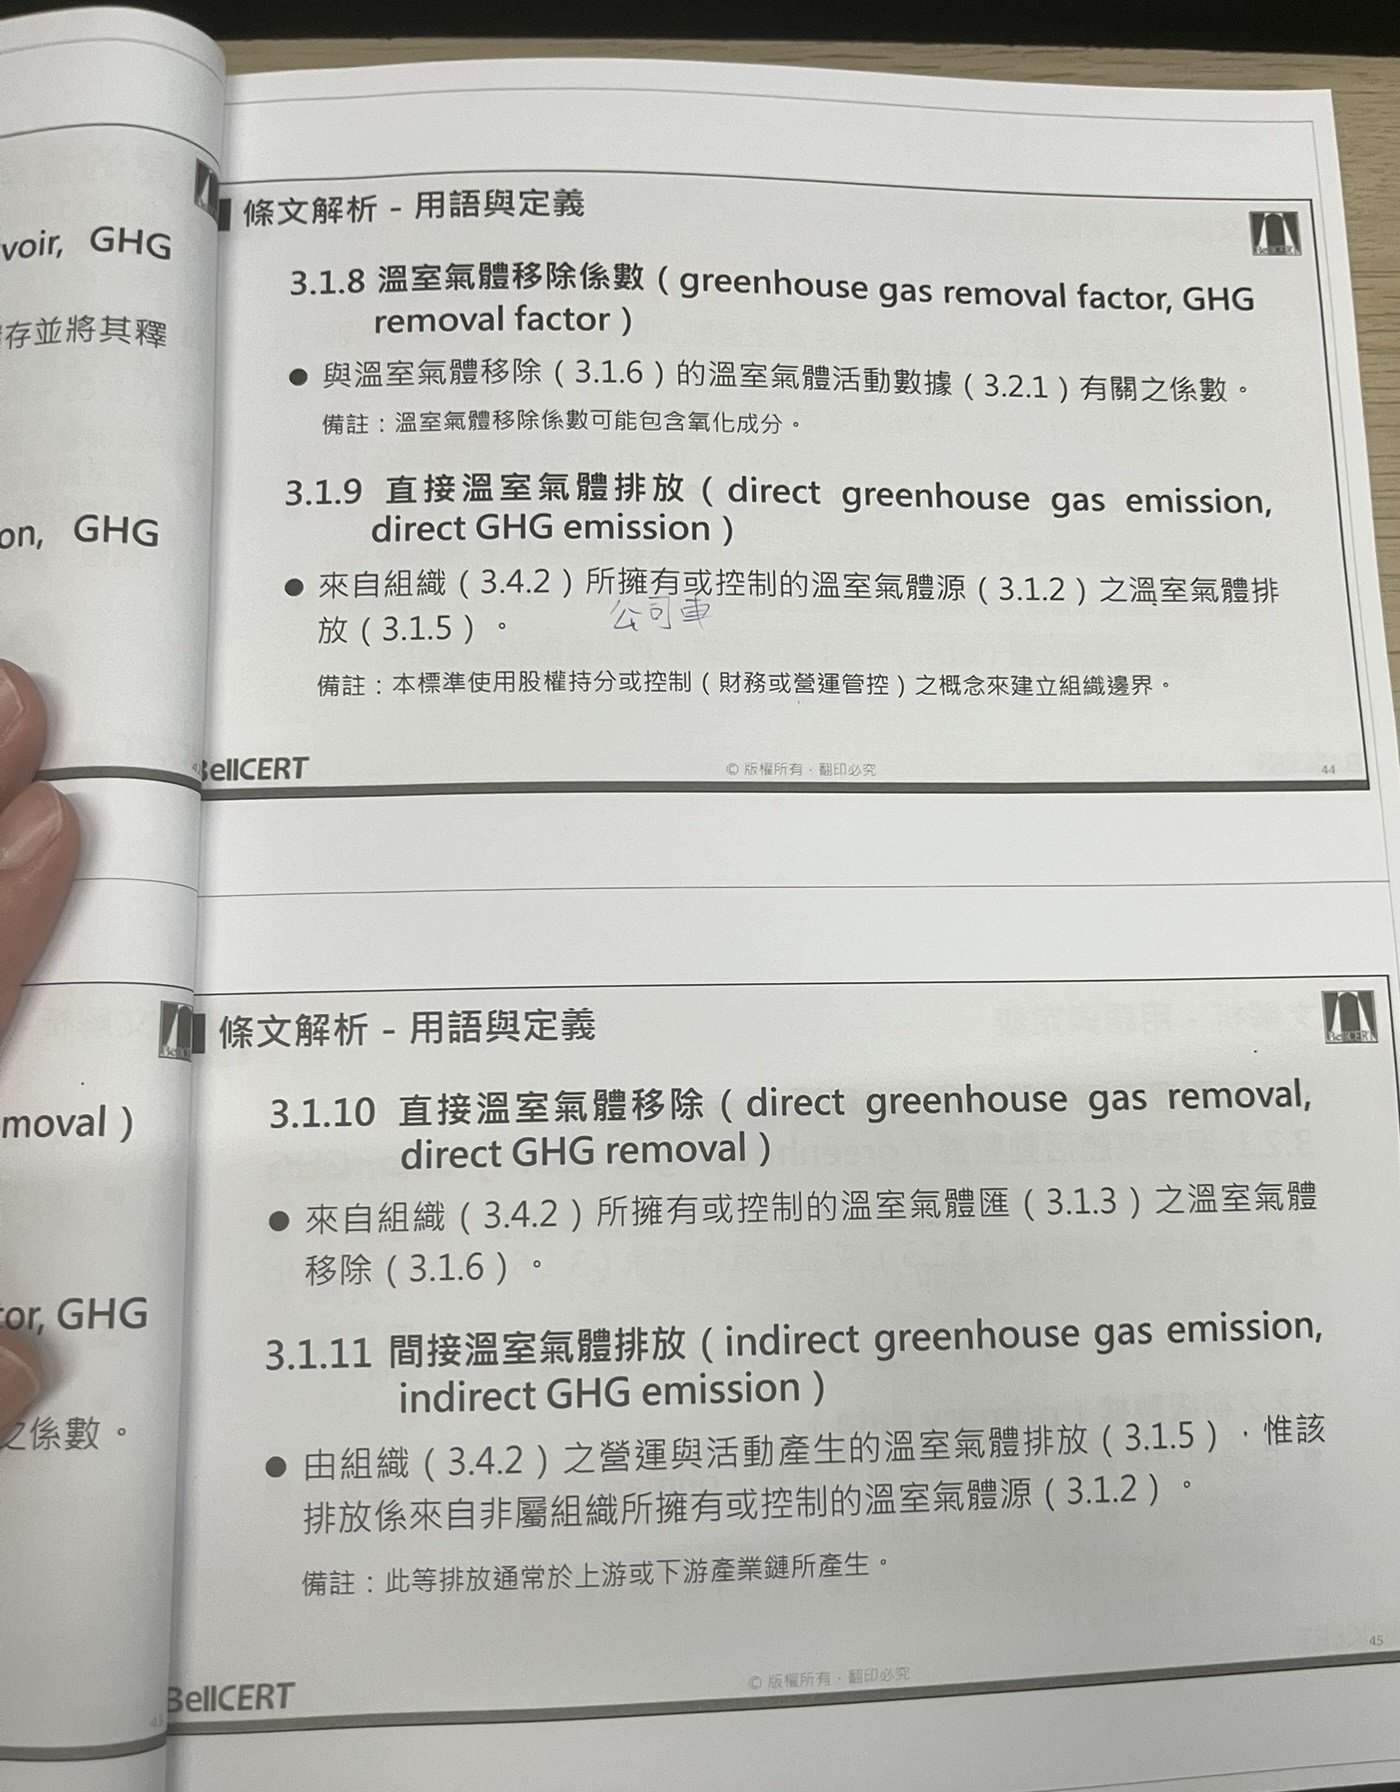 voir, GHG
存並將其釋
on, GHG
moval）
or, GHG
之係數。
43
條文解析 - 用語與定義
BellCERT
3.1.8 溫室氣體移除係數（greenhouse gas removal factor, GHG
removal factor）
● 與溫室氣體移除（3.1.6）的溫室氣體活動數據（3.2.1）有關之係數。
備註：溫室氣體移除係數可能包含氧化成分。
3.1.9 直接溫室氣體排放（direct greenhouse gas emission,
direct GHG emission）
● 來自組織（3.4.2）所擁有或控制的溫室氣體源（3.1.2）之溫室氣體排
放（3.1.5）。
公司車
備註：本標準使用股權持分或控制（財務或營運管控）之概念來建立組織邊界。
BellCERT
© 版權所有，翻印必究
44
條文解析 - 用語與定義
BellCERT
3.1.10 直接溫室氣體移除（direct greenhouse gas removal,
direct GHG removal）
● 來自組織（3.4.2）所擁有或控制的溫室氣體匯（3.1.3）之溫室氣體
移除（3.1.6）。
3.1.11 間接溫室氣體排放（indirect greenhouse gas emission,
indirect GHG emission）
● 由組織（3.4.2）之營運與活動產生的溫室氣體排放（3.1.5），惟該
排放係來自非屬組織所擁有或控制的溫室氣體源（3.1.2）。
備註：此等排放通常於上游或下游產業鏈所產生。
BellCERT
© 版權所有，翻印必究
45